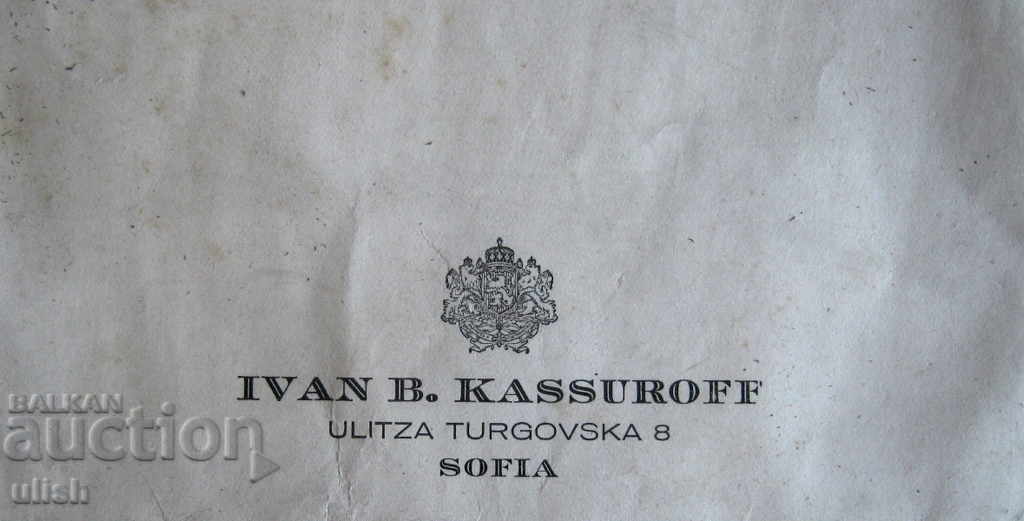 IVAN B. KASSUROFF
ULITZA TURGOVSKA 8
SOFIA
BALKAN
auction
ulish